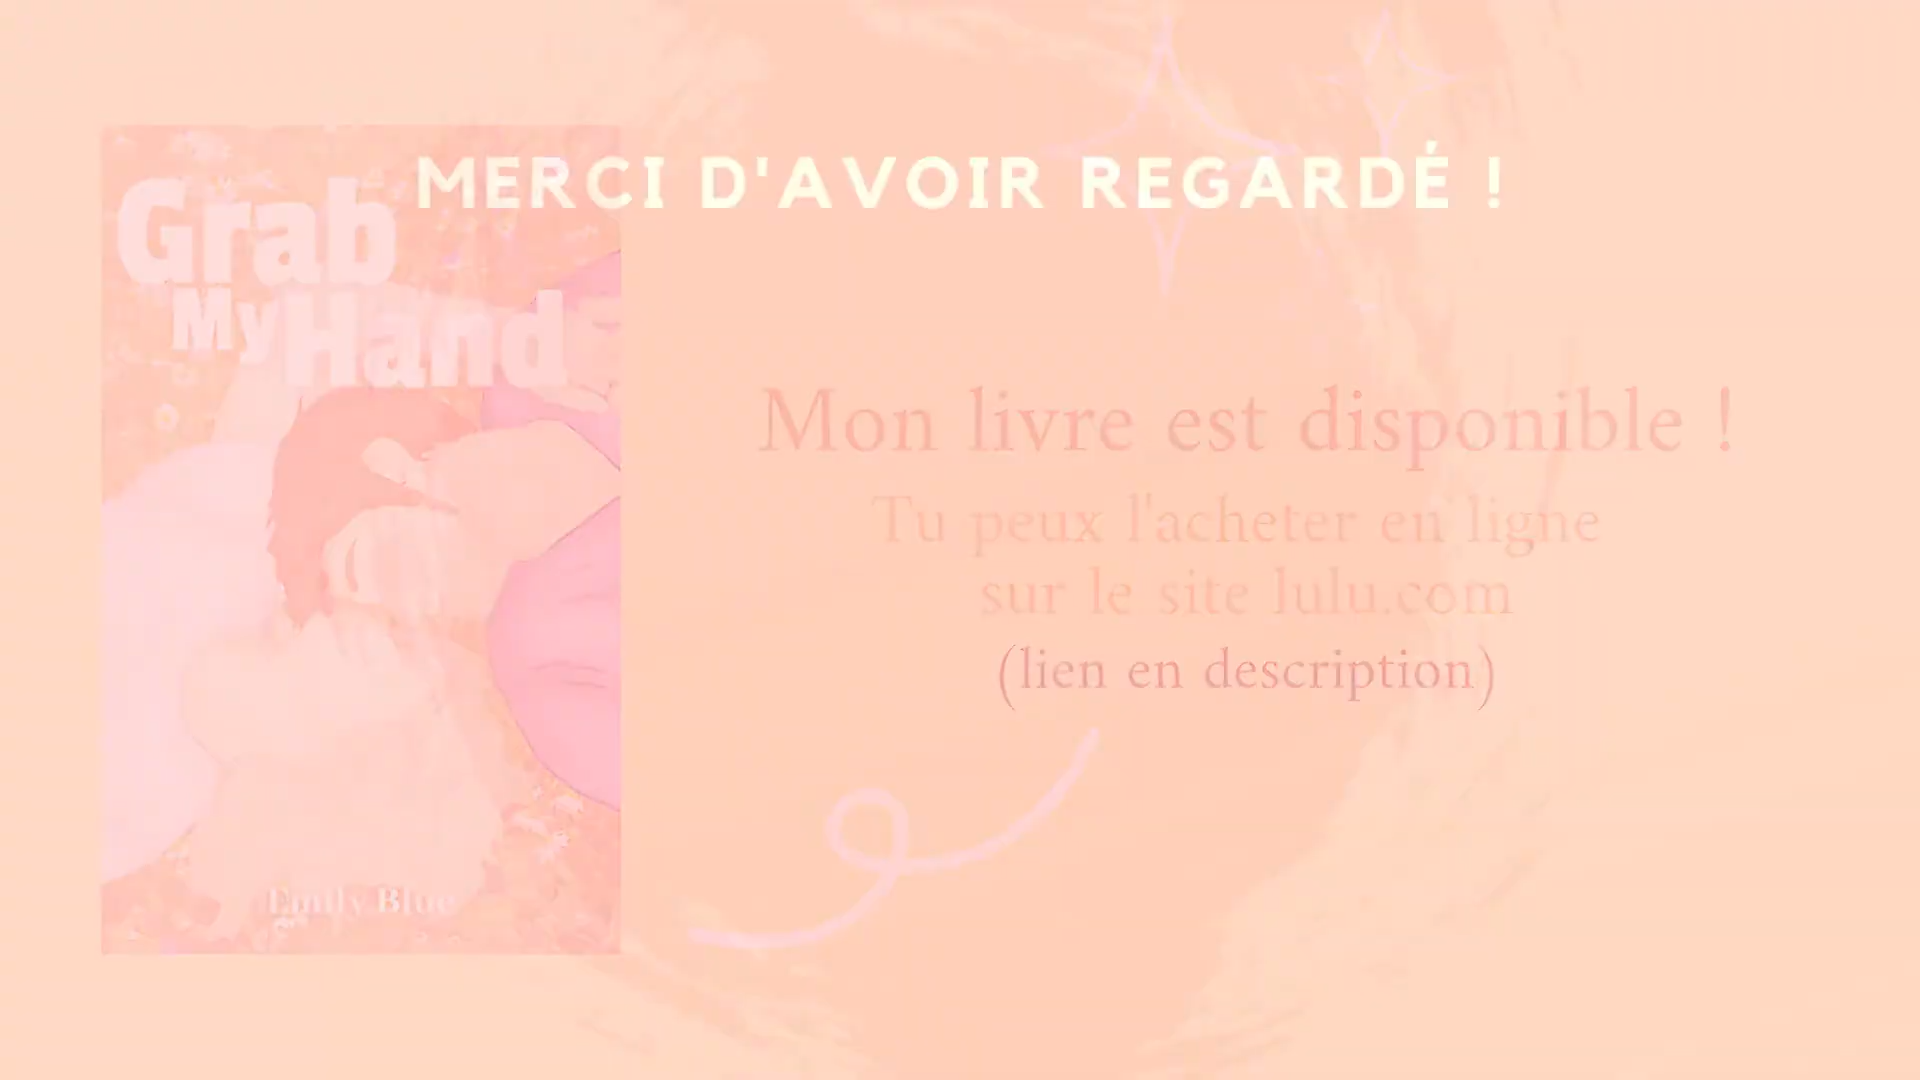 MERCI D'AVOIR REGARDÉ !
Grab
My Hand
Mon livre est disponible !
Tu peux l'acheter en ligne
sur le site lulu.com
(lien en description)
Emily Blue